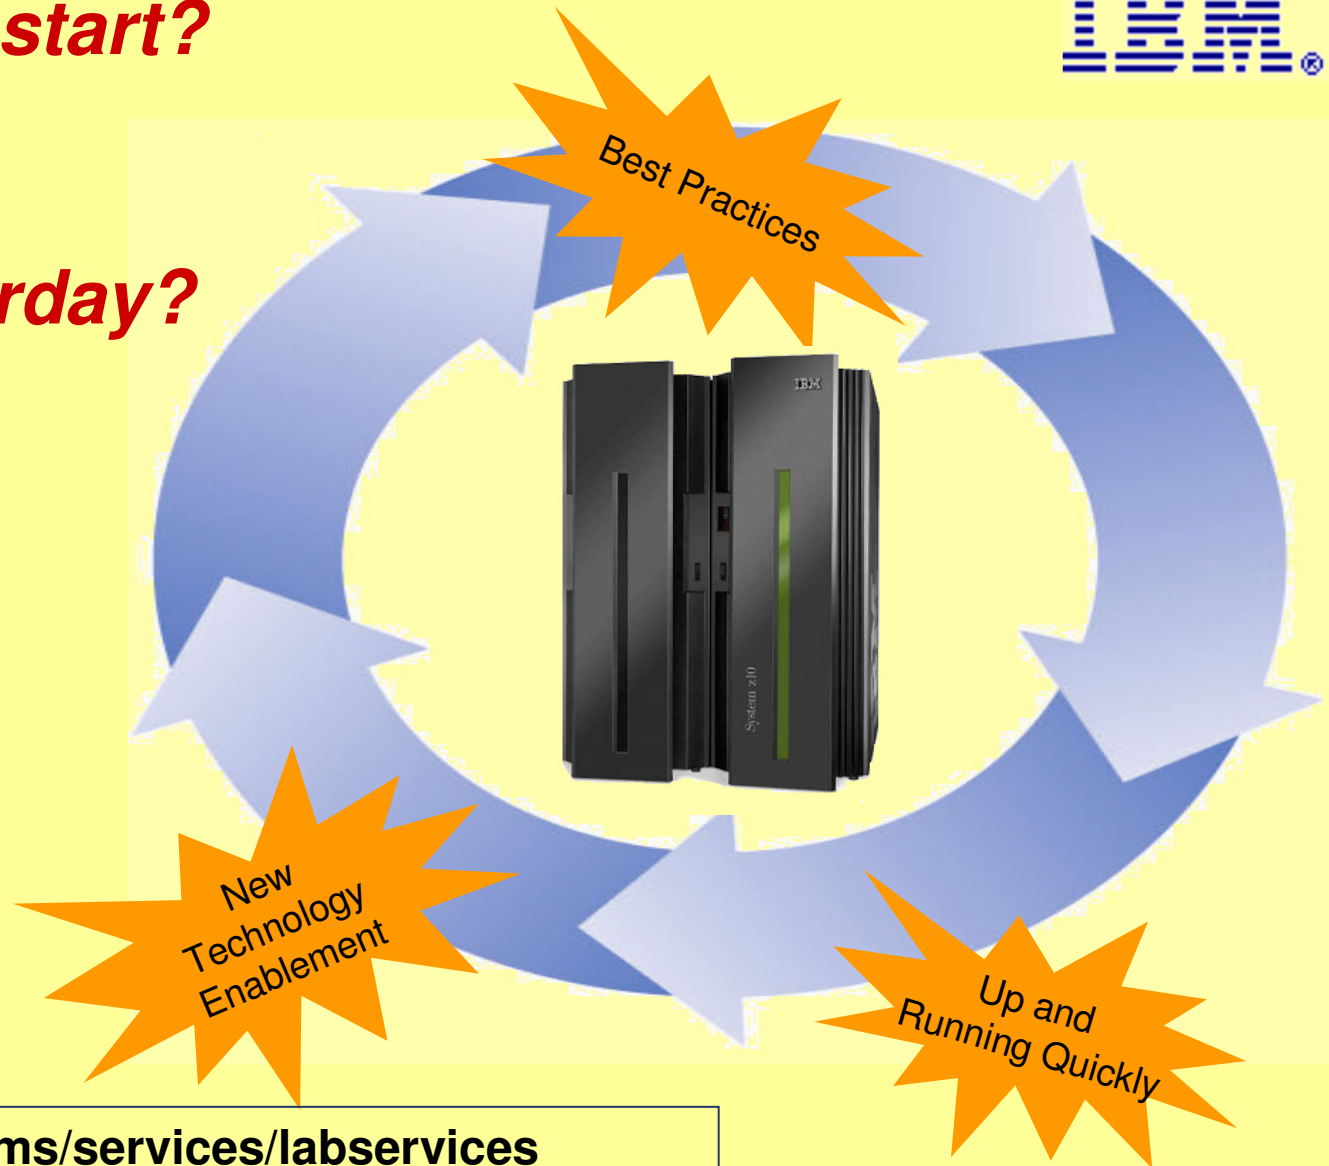 start?
IBM®
Best Practices
rday?
IBM
System z10
New
Technology
Enablement
Up and
Running Quickly
ms/services/labservices